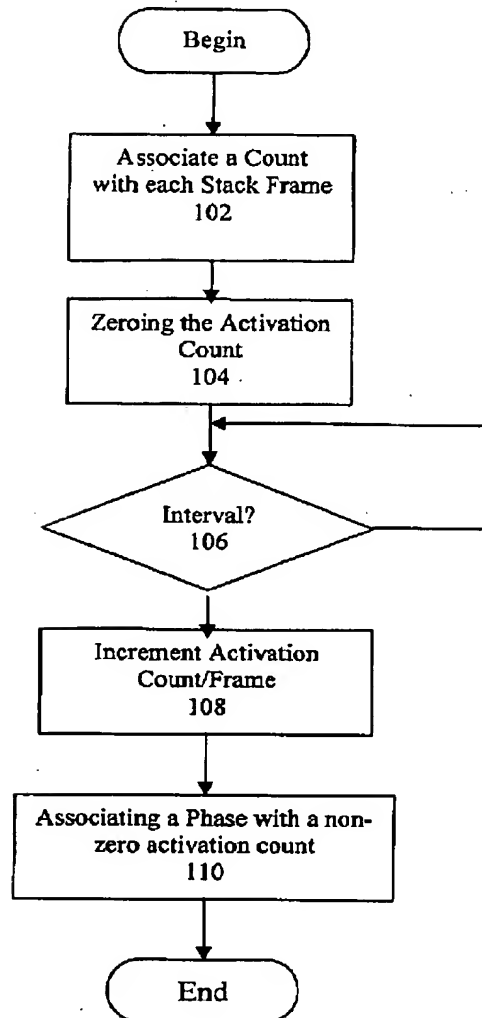 Begin
Associate a Count
with each Stack Frame
102
Zeroing the Activation
Count
104
Interval?
106
Increment Activation
Count/Frame
108
Associating a Phase with a non-
zero activation count
110
End